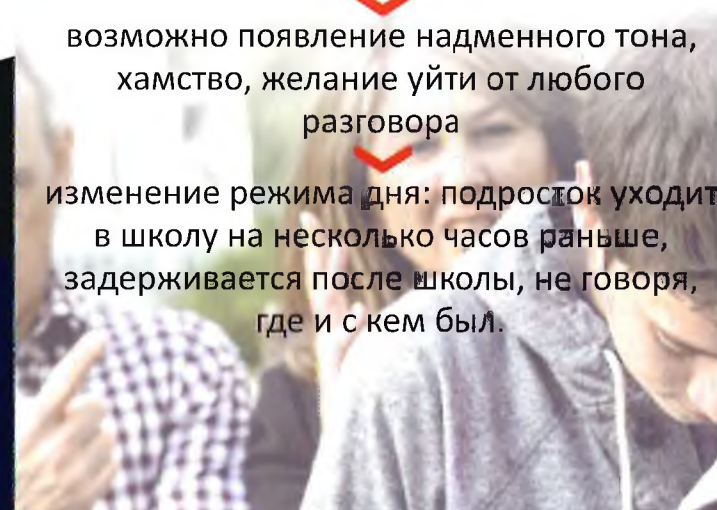 возможно появление надменного тона,
хамство, желание уйти от любого
разговора
изменение режима дня: подросток уходит
в школу на несколько часов раньше,
задерживается после школы, не говоря,
где и с кем был.